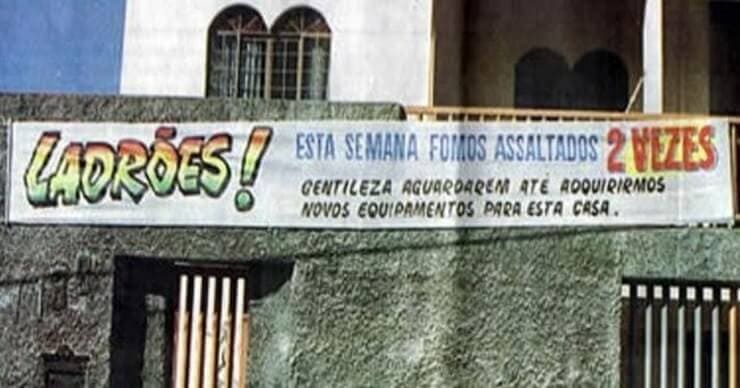 LADRÕES!
ESTA SEMANA FOMOS ASSALTADOS 2 VEZES
GENTILEZA AGUARDAREM ATÉ ADQUIRIRMOS
NOVOS EQUIPAMENTOS PARA ESTA CASA.